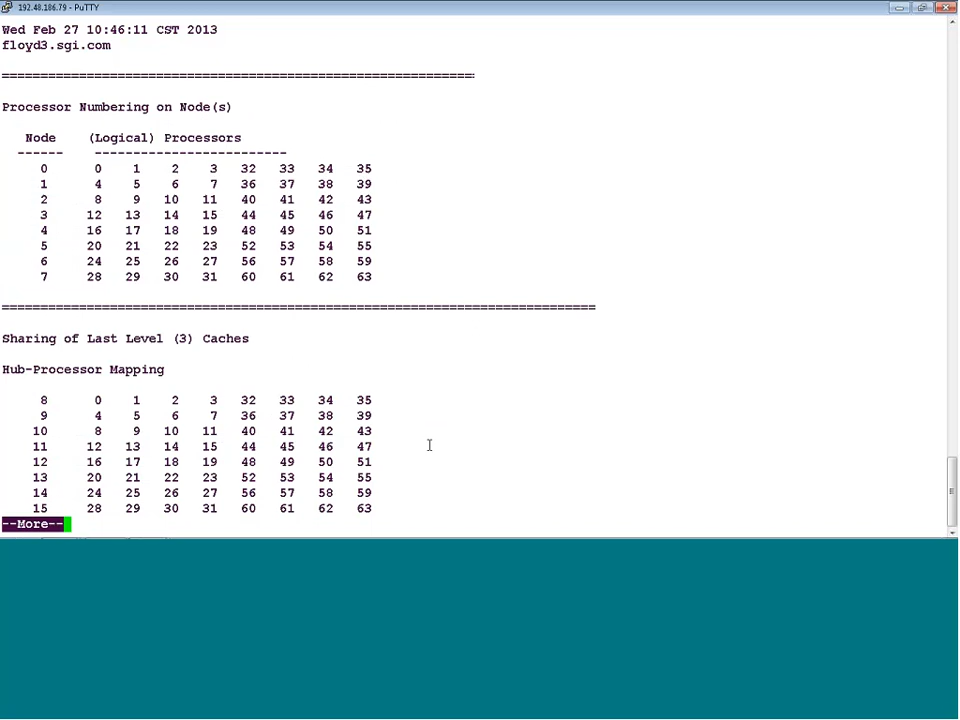 192.48.186.79 - PuTTY
Wed Feb 27 10:46:11 CST 2013
floyd3.sgi.com
=============================================================
Processor Numbering on Node(s)
Node (Logical) Processors
------ -------------------------
0 0 1 2 3 32 33 34 35
1 4 5 6 7 36 37 38 39
2 8 9 10 11 40 41 42 43
3 12 13 14 15 44 45 46 47
4 16 17 18 19 48 49 50 51
5 20 21 22 23 52 53 54 55
6 24 25 26 27 56 57 58 59
7 28 29 30 31 60 61 62 63
=============================================================================
Sharing of Last Level (3) Caches
Hub-Processor Mapping
8 0 1 2 3 32 33 34 35
9 4 5 6 7 36 37 38 39
10 8 9 10 11 40 41 42 43
11 12 13 14 15 44 45 46 47
12 16 17 18 19 48 49 50 51
13 20 21 22 23 52 53 54 55
14 24 25 26 27 56 57 58 59
15 28 29 30 31 60 61 62 63
--More--